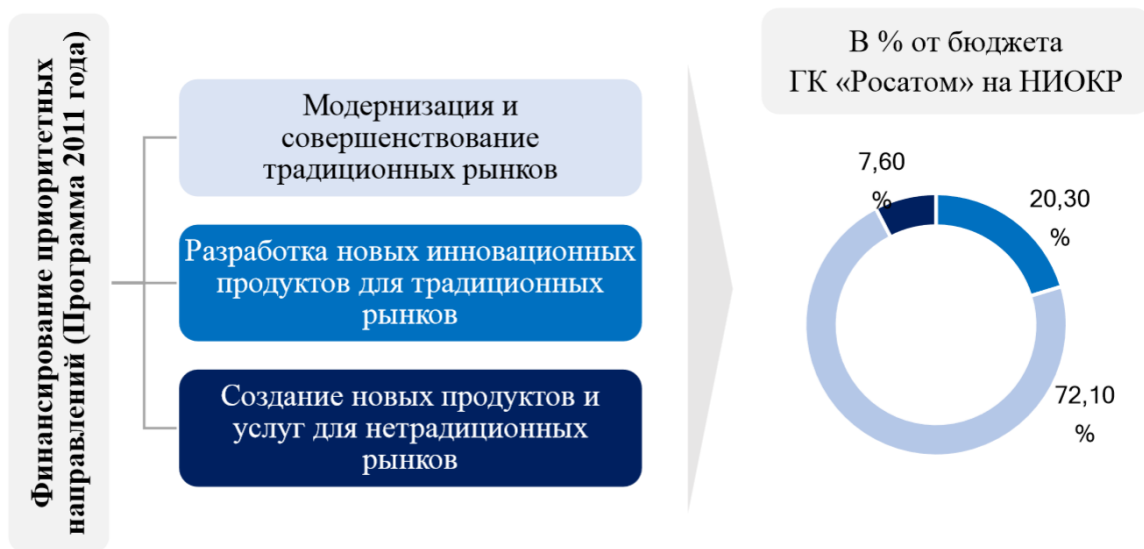 Финансирование приоритетных
направлений (Программа 2011 года)
Модернизация и
совершенствование
традиционных рынков
Разработка новых инновационных
продуктов для традиционных
рынков
Создание новых продуктов и
услуг для нетрадиционных
рынков
В % от бюджета
ГК «Росатом» на НИОКР
7,60
%
20,30
%
72,10
%